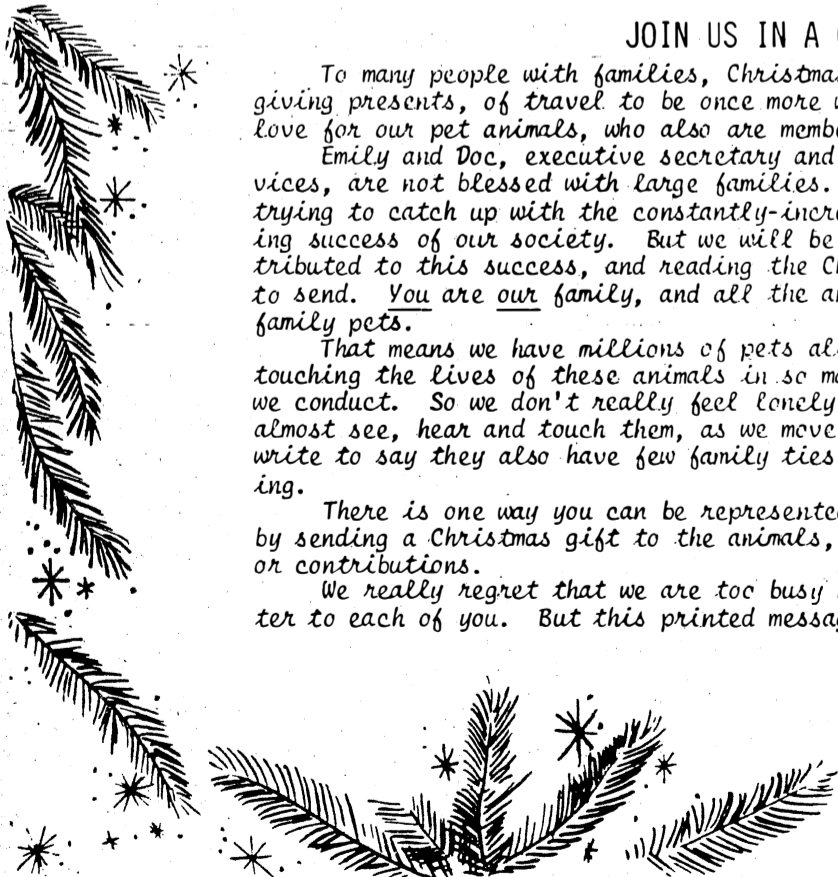 JOIN US IN A
To many people with families, Christmas
giving presents, of travel to be once more
love for our pet animals, who also are memb
Emily and Doc, executive secretary and
vices, are not blessed with large families.
trying to catch up with the constantly-incre
ing success of our society. But we will be
tributed to this success, and reading the C
to send. You are our family, and all the a
family pets.
That means we have millions of pets al
touching the lives of these animals in so ma
we conduct. So we don't really feel lonely
almost see, hear and touch them, as we move
write to say they also have few family ties
ing.
There is one way you can be represented
by sending a Christmas gift to the animals,
or contributions.
We really regret that we are too busy
ter to each of you. But this printed messag